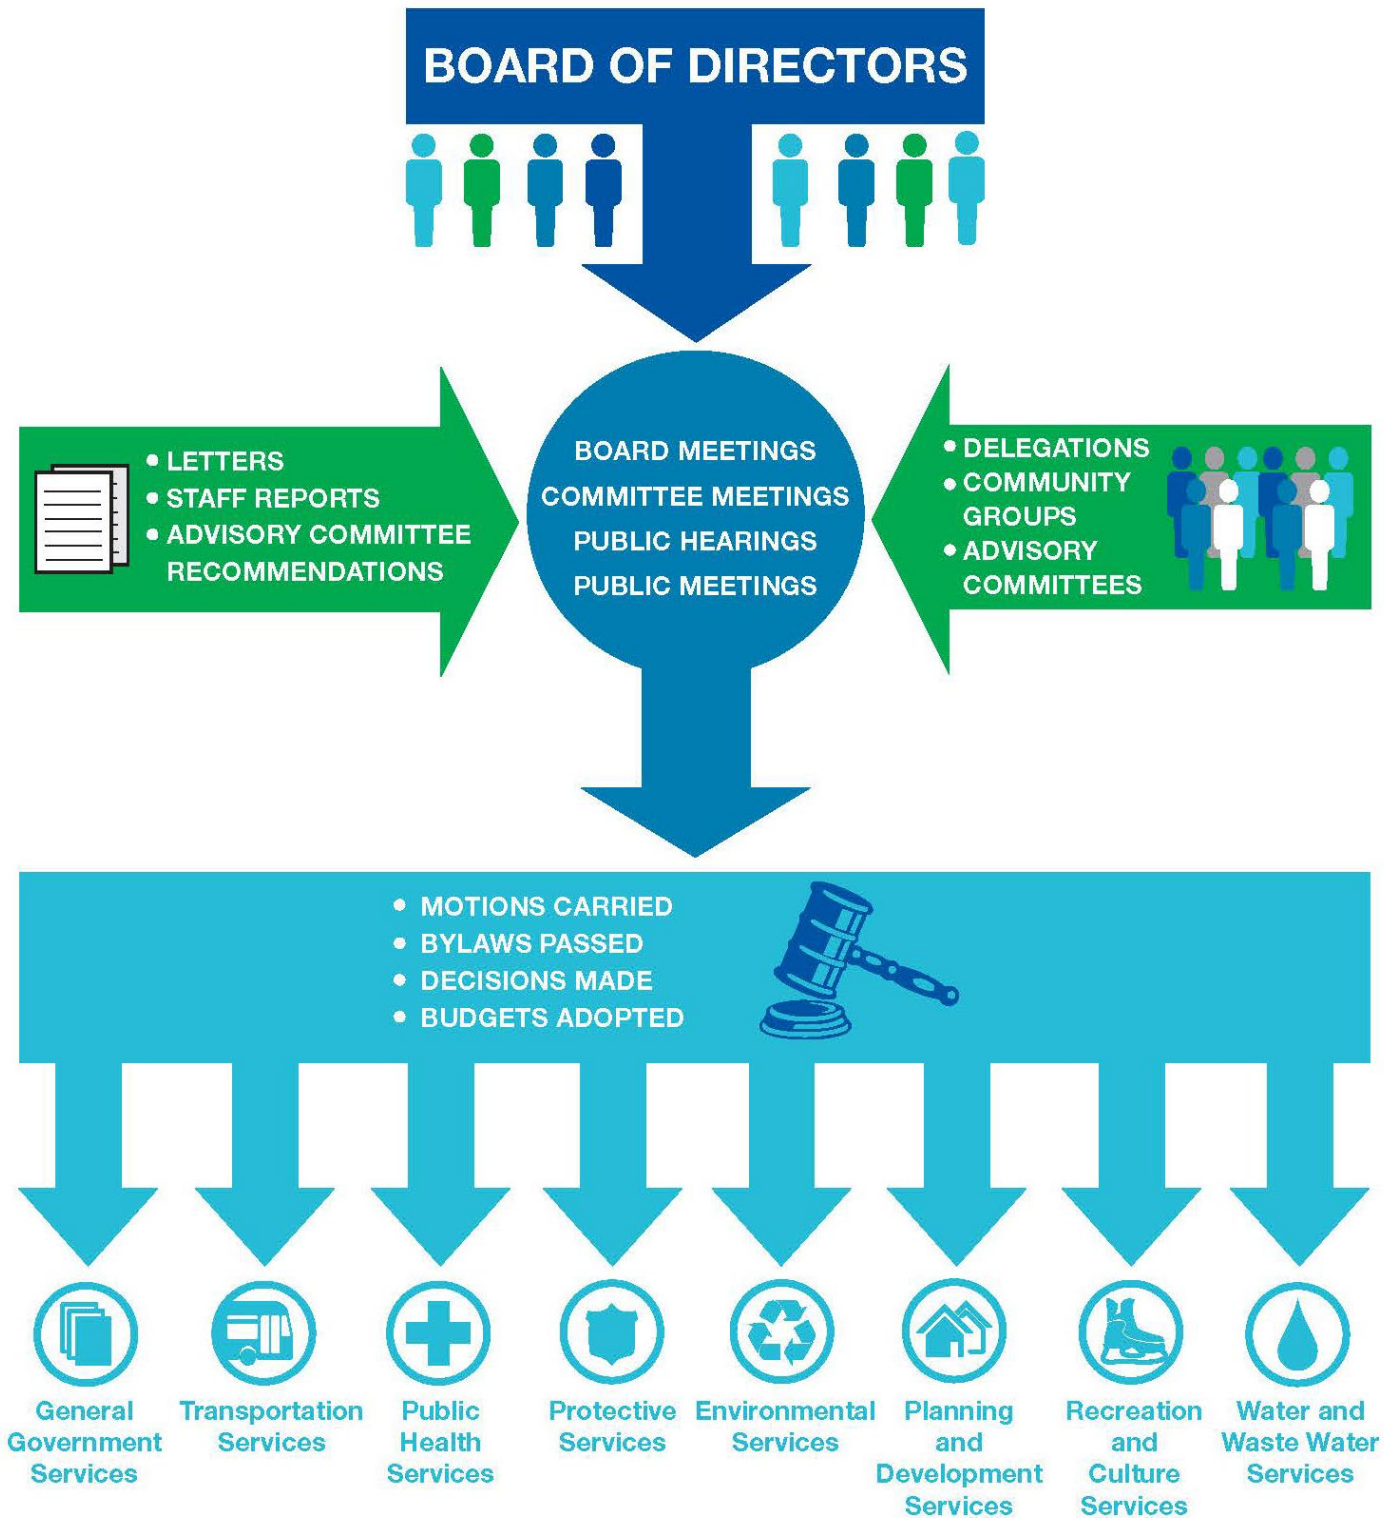 BOARD OF DIRECTORS
• LETTERS
• STAFF REPORTS
• ADVISORY COMMITTEE
RECOMMENDATIONS
BOARD MEETINGS
COMMITTEE MEETINGS
PUBLIC HEARINGS
PUBLIC MEETINGS
• DELEGATIONS
• COMMUNITY
GROUPS
• ADVISORY
COMMITTEES
• MOTIONS CARRIED
• BYLAWS PASSED
• DECISIONS MADE
• BUDGETS ADOPTED
General
Government
Services
Transportation
Services
Public
Health
Services
Protective
Services
Environmental
Services
Planning
and
Development
Services
Recreation
and
Culture
Services
Water and
Waste Water
Services